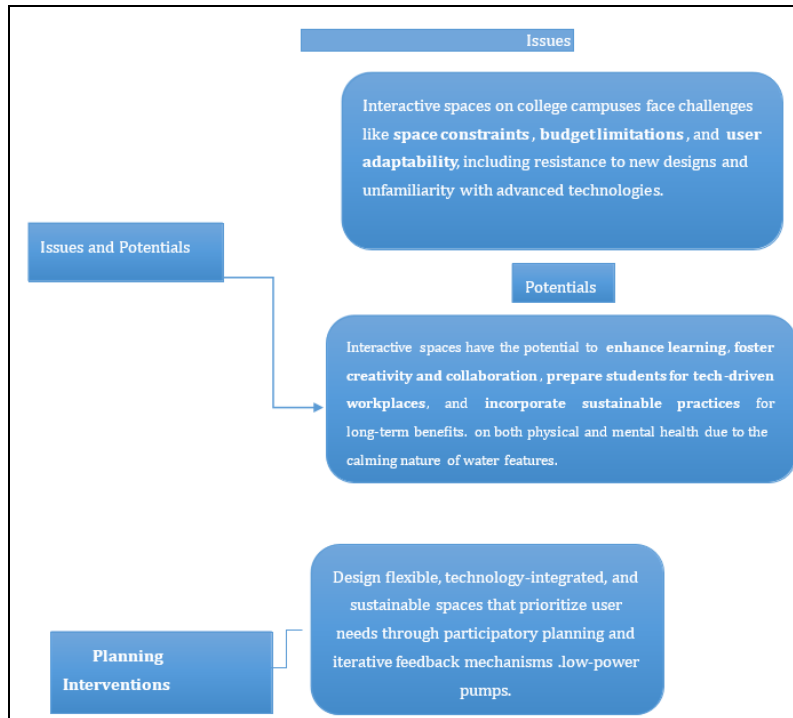 Issues
Interactive spaces on college campuses face challenges
like space constraints , budget limitations , and user
adaptability, including resistance to new designs and
unfamiliarity with advanced technologies.
Issues and Potentials
Potentials
Interactive spaces have the potential to enhance learning, foster
creativity and collaboration , prepare students for tech-driven
workplaces, and incorporate sustainable practices for
long-term benefits. on both physical and mental health due to the
calming nature of water features.
Design flexible, technology-integrated, and
sustainable spaces that prioritize user
needs through participatory planning and
iterative feedback mechanisms .low-power
pumps.
Planning
Interventions